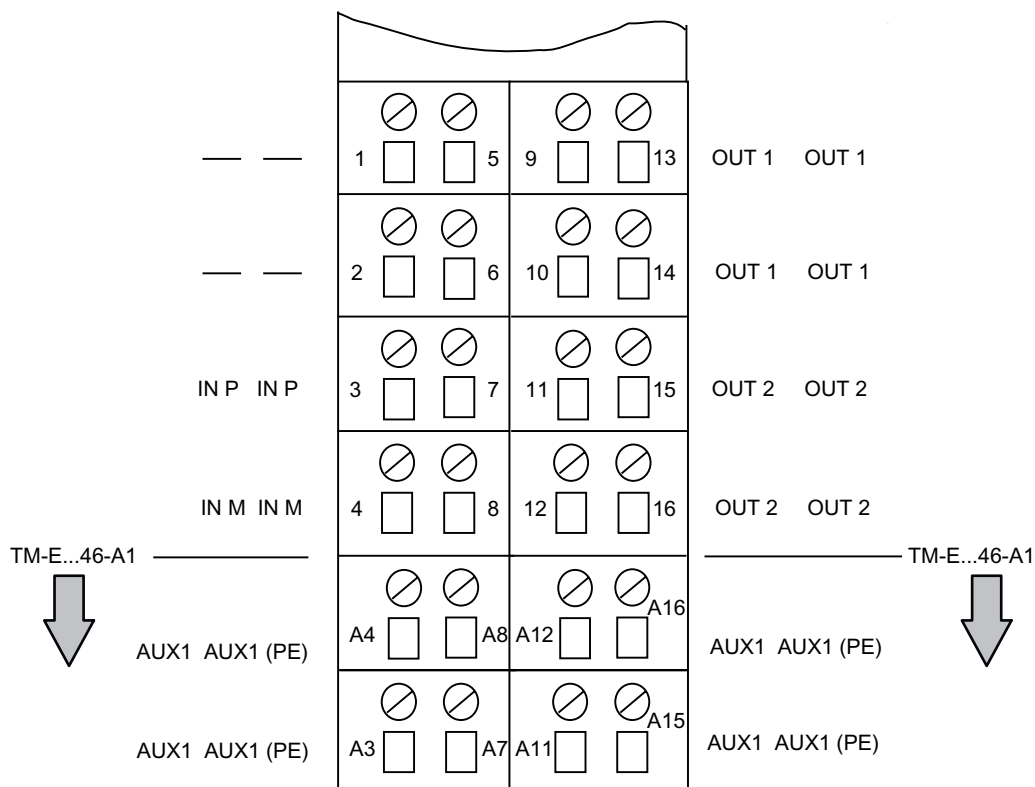 — — 1 5 9 13 OUT 1 OUT 1
— — 2 6 10 14 OUT 1 OUT 1
IN P IN P 3 7 11 15 OUT 2 OUT 2
IN M IN M 4 8 12 16 OUT 2 OUT 2
TM-E...46-A1 TM-E...46-A1
AUX1 AUX1 (PE) A4 A8 A12 A16 AUX1 AUX1 (PE)
AUX1 AUX1 (PE) A3 A7 A11 A15 AUX1 AUX1 (PE)